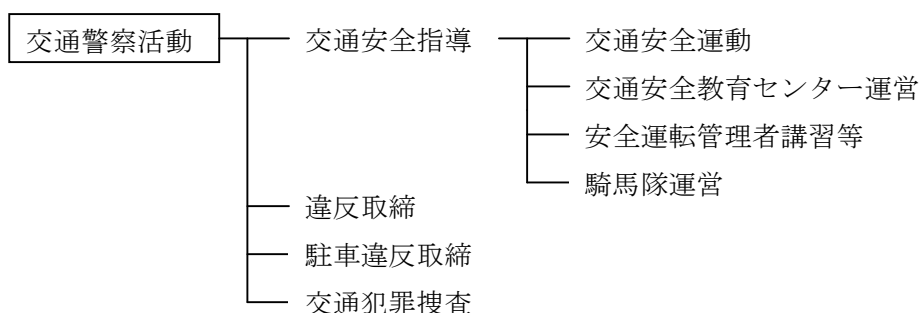 交通警察活動 交通安全指導 交通安全運動
交通安全教育センター運営
安全運転管理者講習等
騎馬隊運営
違反取締
駐車違反取締
交通犯罪捜査